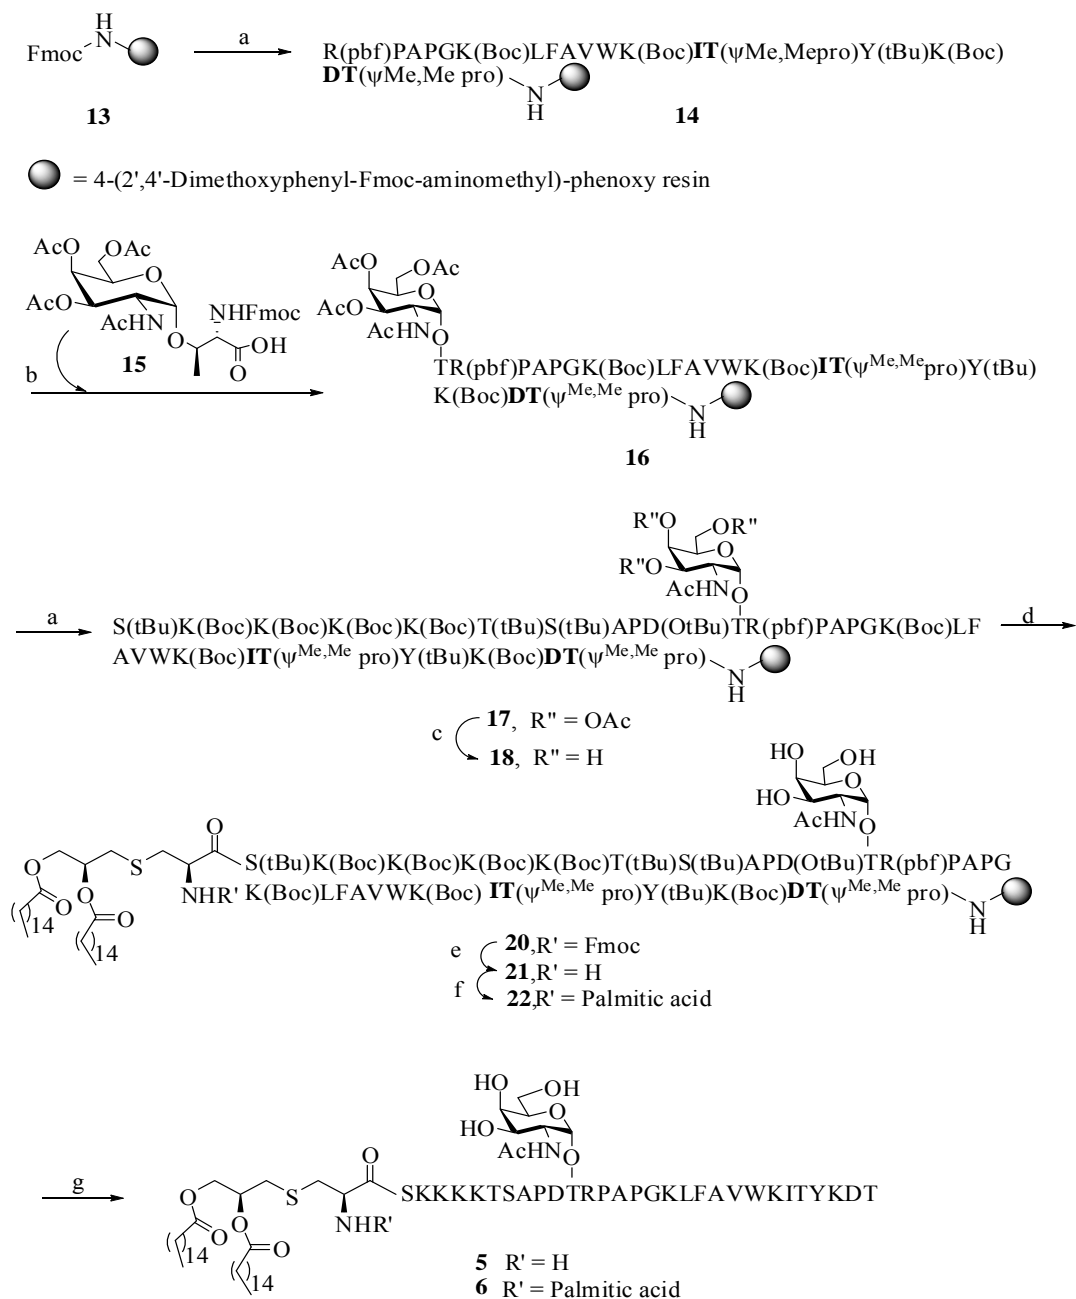 H
N
Fmoc
13
a
R(pbf)PAPGK(Boc)LFAVWK(Boc)IT(ψMe,Mepro)Y(tBu)K(Boc)
DT(ψMe,Me pro)
N
H
14
= 4-(2',4'-Dimethoxyphenyl-Fmoc-aminomethyl)-phenoxy resin
AcO
OAc
O
AcO
AcHN
O
NHFmoc
OH
O
15
b
AcO
OAc
O
AcO
AcHN
O
TR(pbf)PAPGK(Boc)LFAVWK(Boc)IT(ψMe,Mepro)Y(tBu)
K(Boc)DT(ψMe,Me pro)
N
H
16
R"O
OR"
O
R"O
AcHN
O
a
S(tBu)K(Boc)K(Boc)K(Boc)K(Boc)T(tBu)S(tBu)APD(OtBu)TR(pbf)PAPGK(Boc)LF
d
AVWK(Boc)IT(ψMe,Me pro)Y(tBu)K(Boc)DT(ψMe,Me pro)
N
H
17, R" = OAc
c
18, R" = H
HO
OH
O
HO
AcHN
O
O
S
O
O
O
O
14
14
NHR'
S(tBu)K(Boc)K(Boc)K(Boc)K(Boc)T(tBu)S(tBu)APD(OtBu)TR(pbf)PAPG
K(Boc)LFAVWK(Boc) IT(ψMe,Me pro)Y(tBu)K(Boc)DT(ψMe,Me pro)
N
H
e
20,R' = Fmoc
21,R' = H
f
22,R' = Palmitic acid
g
HO
OH
O
HO
AcHN
O
O
S
O
O
O
O
14
14
NHR'
SKKKKTSAPDTRPAPGKLFAVWKITYKDT
5 R' = H
6 R' = Palmitic acid